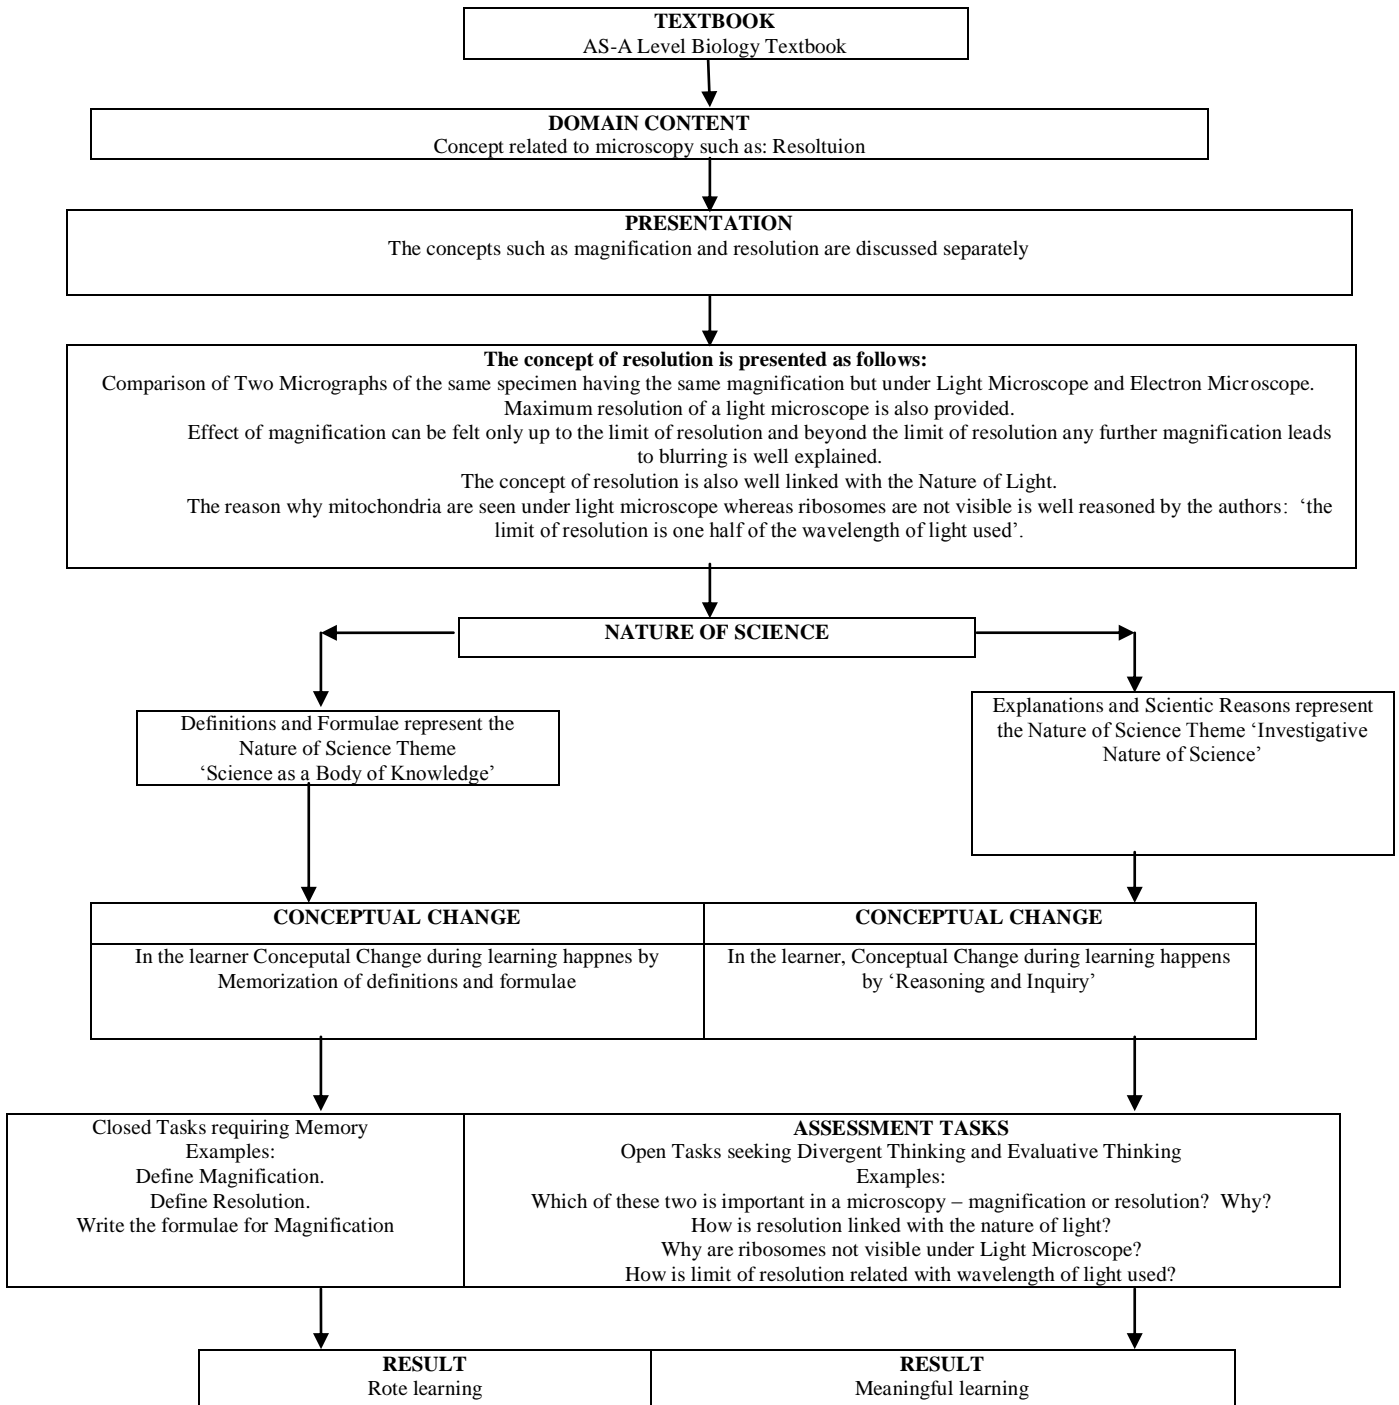 TEXTBOOK
AS-A Level Biology Textbook
DOMAIN CONTENT
Concept related to microscopy such as: Resoltuion
PRESENTATION
The concepts such as magnification and resolution are discussed separately
The concept of resolution is presented as follows:
Comparison of Two Micrographs of the same specimen having the same magnification but under Light Microscope and Electron Microscope.
Maximum resolution of a light microscope is also provided.
Effect of magnification can be felt only up to the limit of resolution and beyond the limit of resolution any further magnification leads
to blurring is well explained.
The concept of resolution is also well linked with the Nature of Light.
The reason why mitochondria are seen under light microscope whereas ribosomes are not visible is well reasoned by the authors: ‘the
limit of resolution is one half of the wavelength of light used’.
NATURE OF SCIENCE
Definitions and Formulae represent the
Nature of Science Theme
‘Science as a Body of Knowledge’
Explanations and Scientic Reasons represent
the Nature of Science Theme ‘Investigative
Nature of Science’
CONCEPTUAL CHANGE
In the learner Conceputal Change during learning happnes by
Memorization of definitions and formulae
CONCEPTUAL CHANGE
In the learner, Conceptual Change during learning happens
by ‘Reasoning and Inquiry’
Closed Tasks requiring Memory
Examples:
Define Magnification.
Define Resolution.
Write the formulae for Magnification
ASSESSMENT TASKS
Open Tasks seeking Divergent Thinking and Evaluative Thinking
Examples:
Which of these two is important in a microscopy – magnification or resolution? Why?
How is resolution linked with the nature of light?
Why are ribosomes not visible under Light Microscope?
How is limit of resolution related with wavelength of light used?
RESULT
Rote learning
RESULT
Meaningful learning